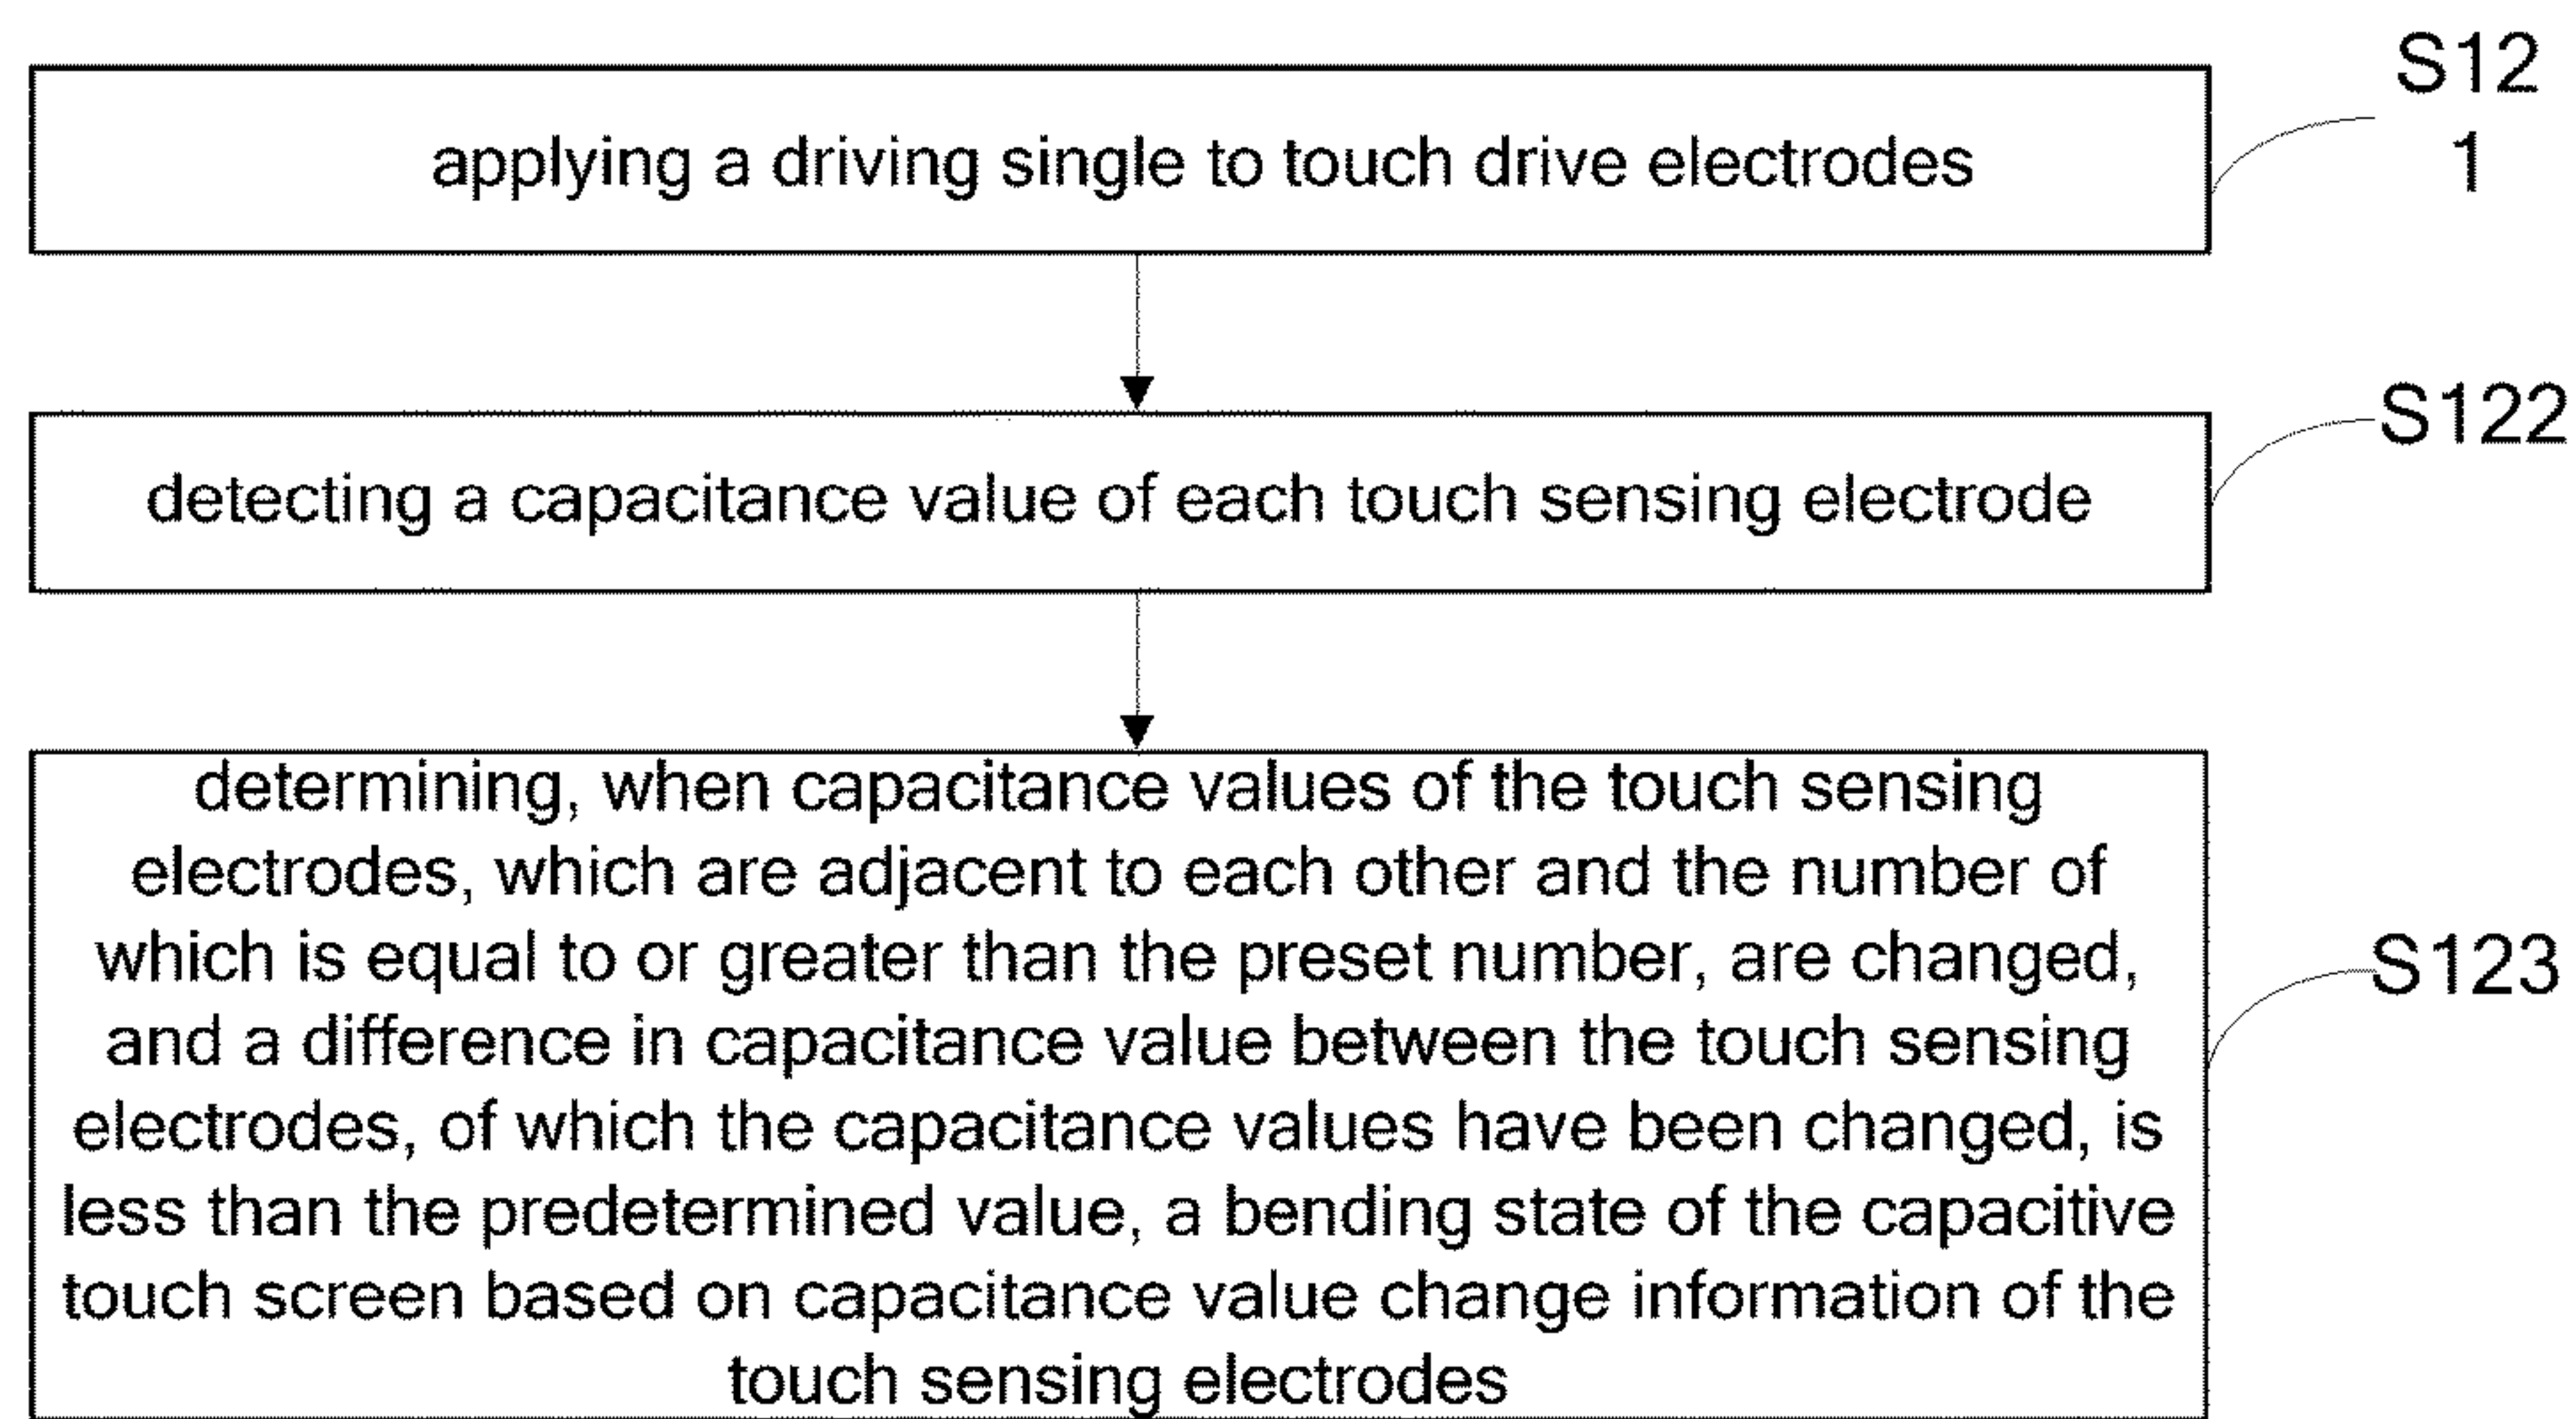 S12
1
applying a driving single to touch drive electrodes
S122
detecting a capacitance value of each touch sensing electrode
determining, when capacitance values of the touch sensing
electrodes, which are adjacent to each other and the number of
which is equal to or greater than the preset number, are changed,
and a difference in capacitance value between the touch sensing
electrodes, of which the capacitance values have been changed, is
less than the predetermined value, a bending state of the capacitive
touch screen based on capacitance value change information of the
touch sensing electrodes
S123